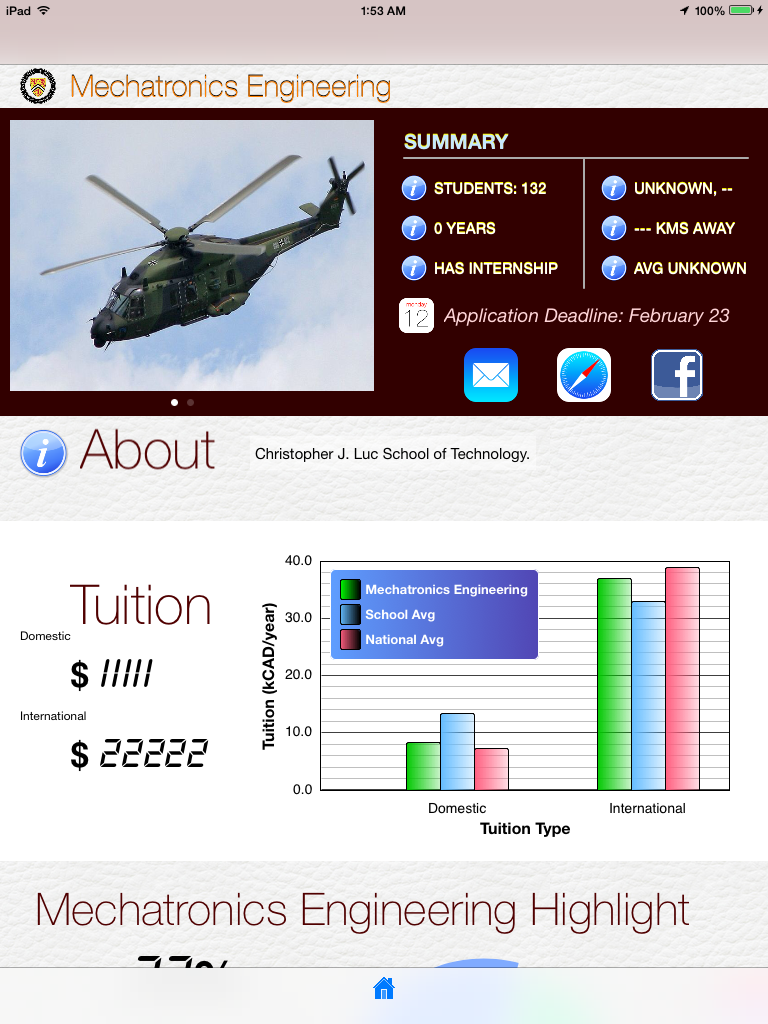 iPad 1:53 AM 100%
Mechatronics Engineering
SUMMARY
STUDENTS: 132
UNKNOWN, --
0 YEARS
--- KMS AWAY
HAS INTERNSHIP
AVG UNKNOWN
monday
12
Application Deadline: February 23
f
About
Christopher J. Luc School of Technology.
Tuition
Domestic
$ 11111
International
$ 22222
Tuition (kCAD/year)
40.0
30.0
20.0
10.0
0.0
Mechatronics Engineering
School Avg
National Avg
Domestic
International
Tuition Type
Mechatronics Engineering Highlight